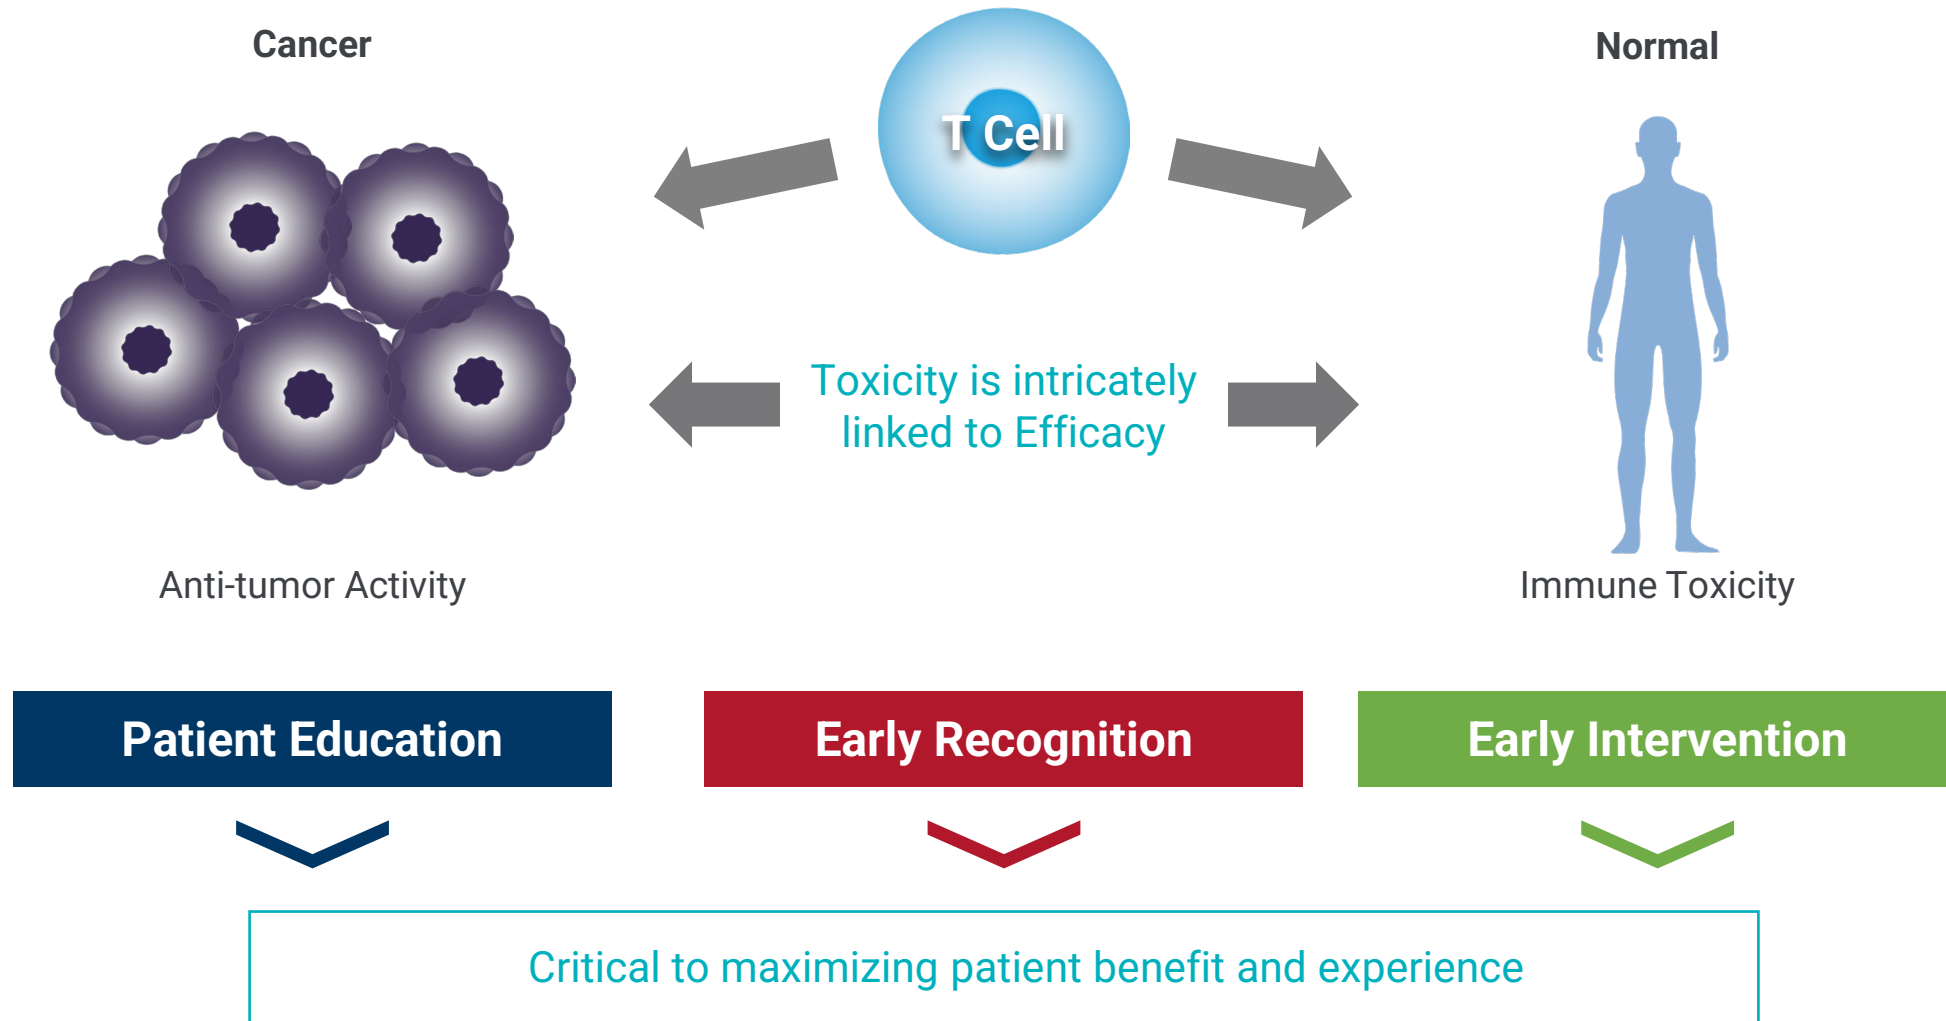 Cancer
T Cell
Normal
Toxicity is intricately
linked to Efficacy
Anti-tumor Activity
Immune Toxicity
Patient Education
Early Recognition
Early Intervention
Critical to maximizing patient benefit and experience